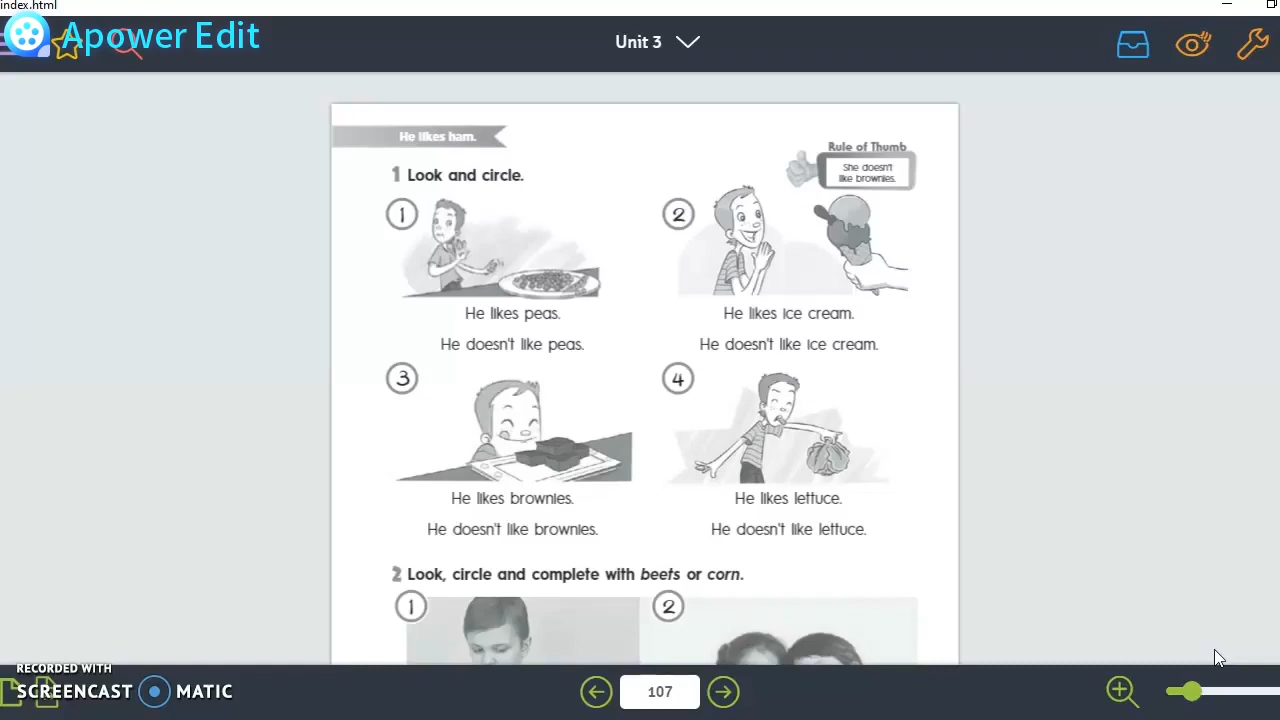 index.html
Apower Edit
Unit 3
He likes ham.
Rule of Thumb
She doesn't
like brownies.
1 Look and circle.
1
2
He likes peas.
He likes ice cream.
He doesn't like peas.
He doesn't like ice cream.
3
4
He likes brownies.
He likes lettuce.
He doesn't like brownies.
He doesn't like lettuce.
2 Look, circle and complete with beets or corn.
1
2
RECORDED WITH
SCREENCAST MATIC
107